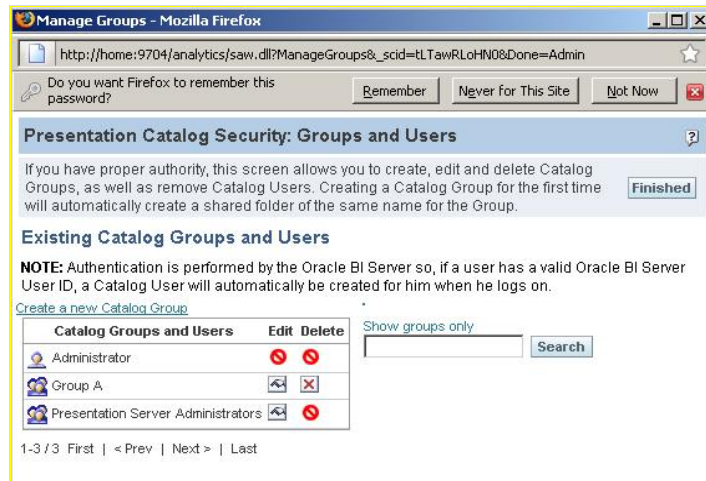 Manage Groups - Mozilla Firefox
http://home:9704/analytics/saw.dll?ManageGroups&_scid=tLTawRLoHN0&Done=Admin
Do you want Firefox to remember this
password?
Remember
Never for This Site
Not Now
Presentation Catalog Security: Groups and Users
If you have proper authority, this screen allows you to create, edit and delete Catalog
Groups, as well as remove Catalog Users. Creating a Catalog Group for the first time
will automatically create a shared folder of the same name for the Group.
Finished
Existing Catalog Groups and Users
NOTE: Authentication is performed by the Oracle BI Server so, if a user has a valid Oracle BI Server
User ID, a Catalog User will automatically be created for him when he logs on.
Create a new Catalog Group
Catalog Groups and Users Edit Delete
Administrator
Group A
Presentation Server Administrators
Show groups only
Search
1-3 / 3 First | < Prev | Next > | Last